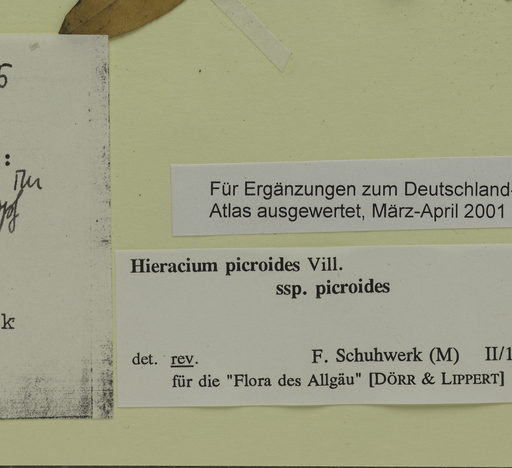 6
:
Für Ergänzungen zum Deutschland-
Atlas ausgewertet, März-April 2001
Hieracium picroides Vill.
ssp. picroides
k
det. rev. F. Schuhwerk (M) II/1
für die "Flora des Allgäu" [DÖRR & LIPPERT]